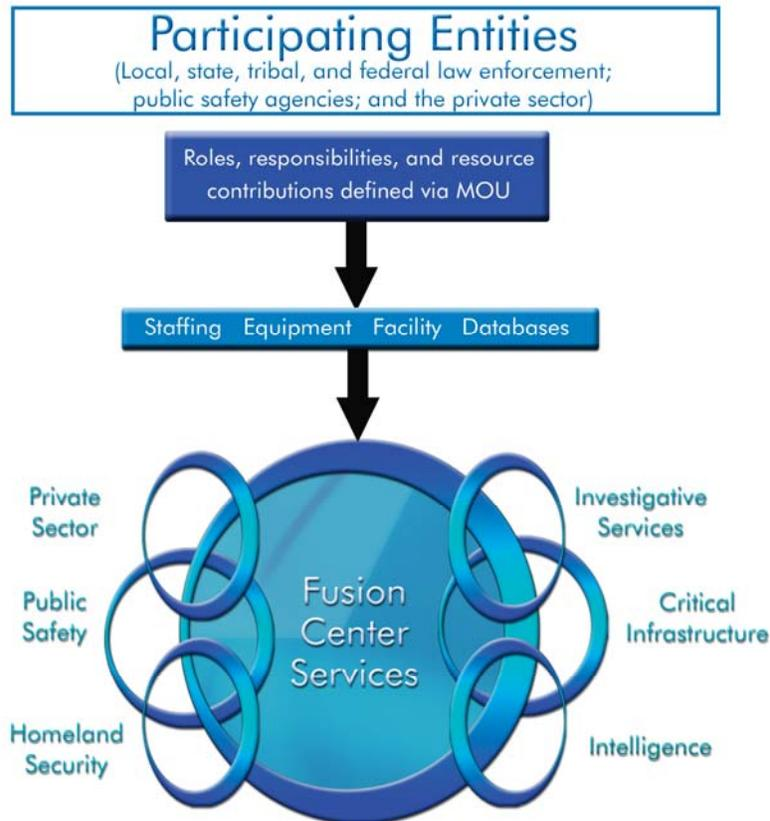 Participating Entities
(Local, state, tribal, and federal law enforcement;
public safety agencies; and the private sector)
Roles, responsibilities, and resource
contributions defined via MOU
Staffing Equipment Facility Databases
Private
Sector
Public
Safety
Homeland
Security
Fusion
Center
Services
Investigative
Services
Critical
Infrastructure
Intelligence